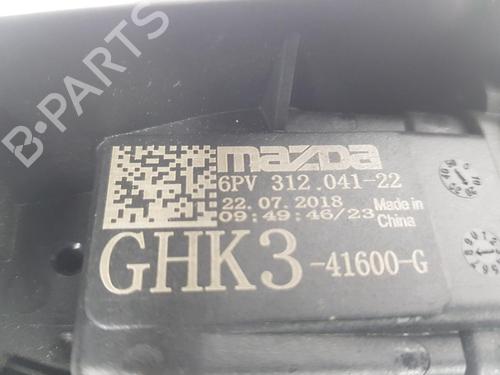 B-PARTS
mazda
6PV 312.041-22
22.07.2018
09:49:46/23
Made in
China
GHK3-41600-G